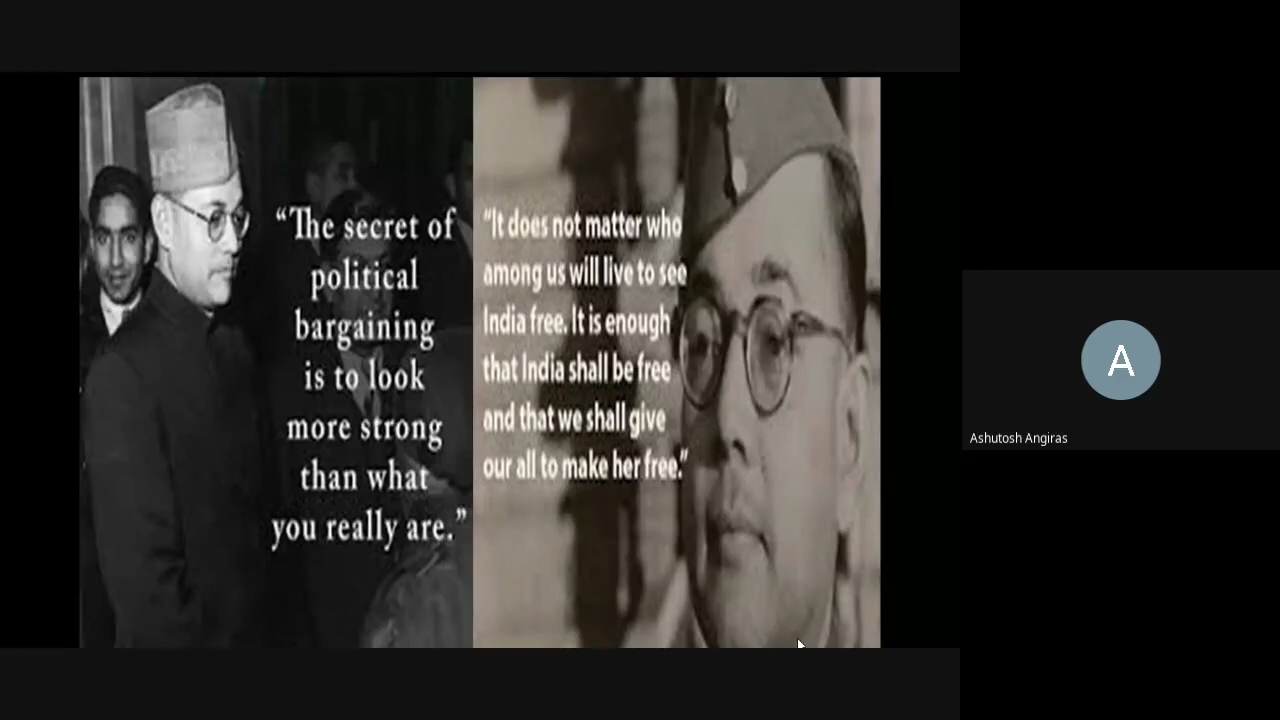 “The secret of
political
bargaining
is to look
more strong
than what
you really are.”
“It does not matter who
among us will live to see
India free. It is enough
that India shall be free
and that we shall give
our all to make her free.”
A
Ashutosh Angiras